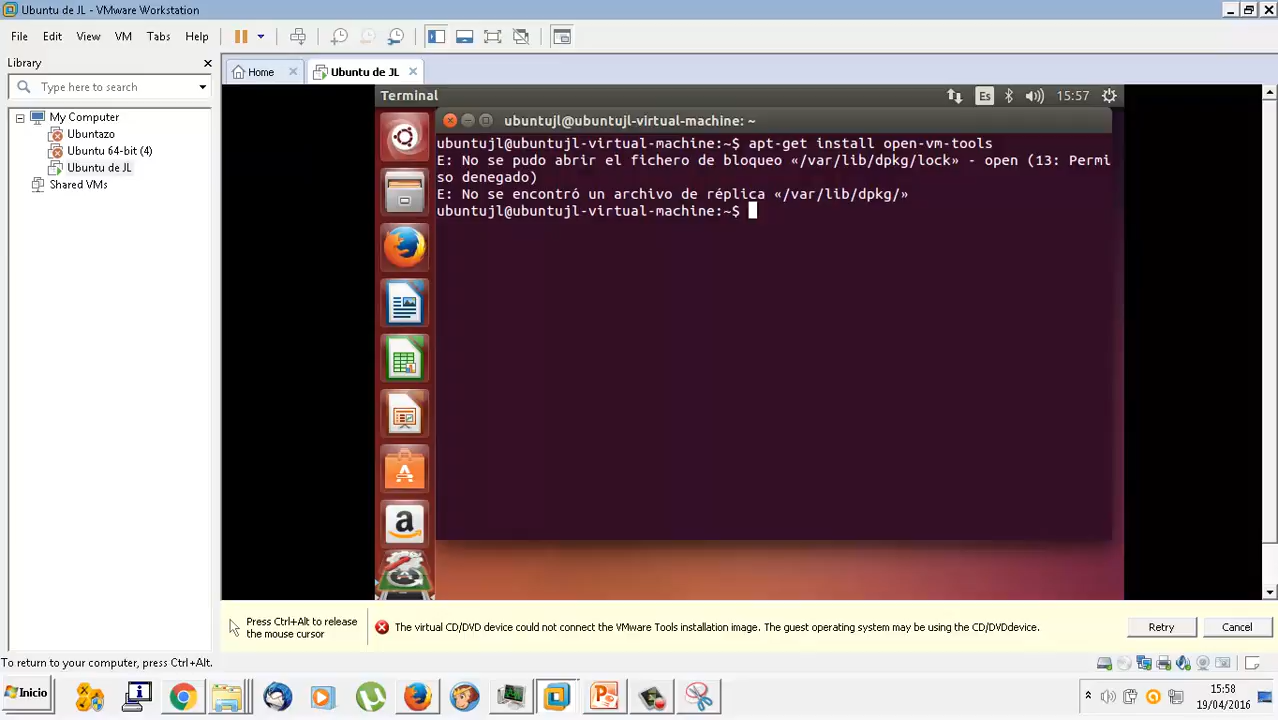 Ubuntu de JL - VMware Workstation
File Edit View VM Tabs Help
Library
Type here to search
My Computer
Ubuntazo
Ubuntu 64-bit (4)
Ubuntu de JL
Shared VMs
Home
Ubuntu de JL
Terminal
Es
15:57
ubuntujl@ubuntujl-virtual-machine: ~
ubuntujl@ubuntujl-virtual-machine:~$ apt-get install open-vm-tools
E: No se pudo abrir el fichero de bloqueo «/var/lib/dpkg/lock» - open (13: Permi
so denegado)
E: No se encontró un archivo de réplica «/var/lib/dpkg/»
ubuntujl@ubuntujl-virtual-machine:~$
Press Ctrl+Alt to release
the mouse cursor
The virtual CD/DVD device could not connect the VMware Tools installation image. The guest operating system may be using the CD/DVDdevice.
Retry
Cancel
To return to your computer, press Ctrl+Alt.
Inicio
15:58
19/04/2016